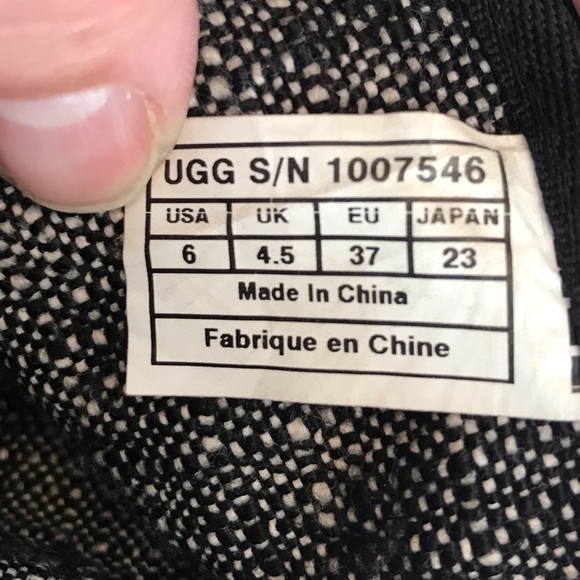 UGG S/N 1007546
USA UK EU JAPAN
6 4.5 37 23
Made In China
Fabrique en Chine